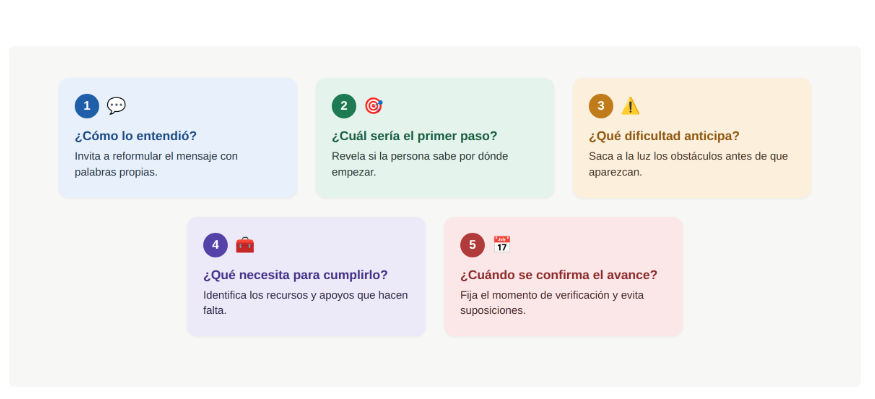 1 💬
¿Cómo lo entendió?
Invita a reformular el mensaje con
palabras propias.
2 🎯
¿Cuál sería el primer paso?
Revela si la persona sabe por dónde
empezar.
3 ⚠️
¿Qué dificultad anticipa?
Saca a la luz los obstáculos antes de que
aparezcan.
4 🧰
¿Qué necesita para cumplirlo?
Identifica los recursos y apoyos que hacen
falta.
5 📅
¿Cuándo se confirma el avance?
Fija el momento de verificación y evita
suposiciones.